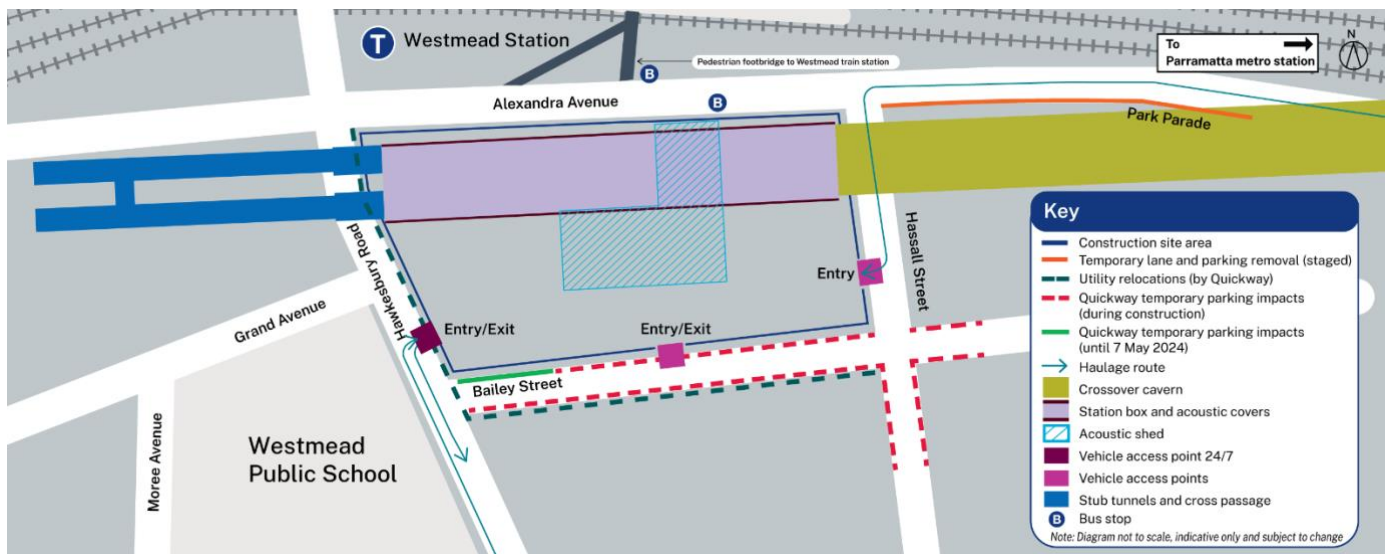 T Westmead Station
Pedestrian footbridge to Westmead train station
To
Parramatta metro station
N
B
B
Alexandra Avenue
Park Parade
Hawkesbury Road
Hassall Street
Grand Avenue
Entry
Entry/Exit
Entry/Exit
Bailey Street
Moree Avenue
Westmead
Public School
Key
Construction site area
Temporary lane and parking removal (staged)
Utility relocations (by Quickway)
Quickway temporary parking impacts
(during construction)
Quickway temporary parking impacts
(until 7 May 2024)
Haulage route
Crossover cavern
Station box and acoustic covers
Acoustic shed
Vehicle access point 24/7
Vehicle access points
Stub tunnels and cross passage
B Bus stop
Note: Diagram not to scale, indicative only and subject to change